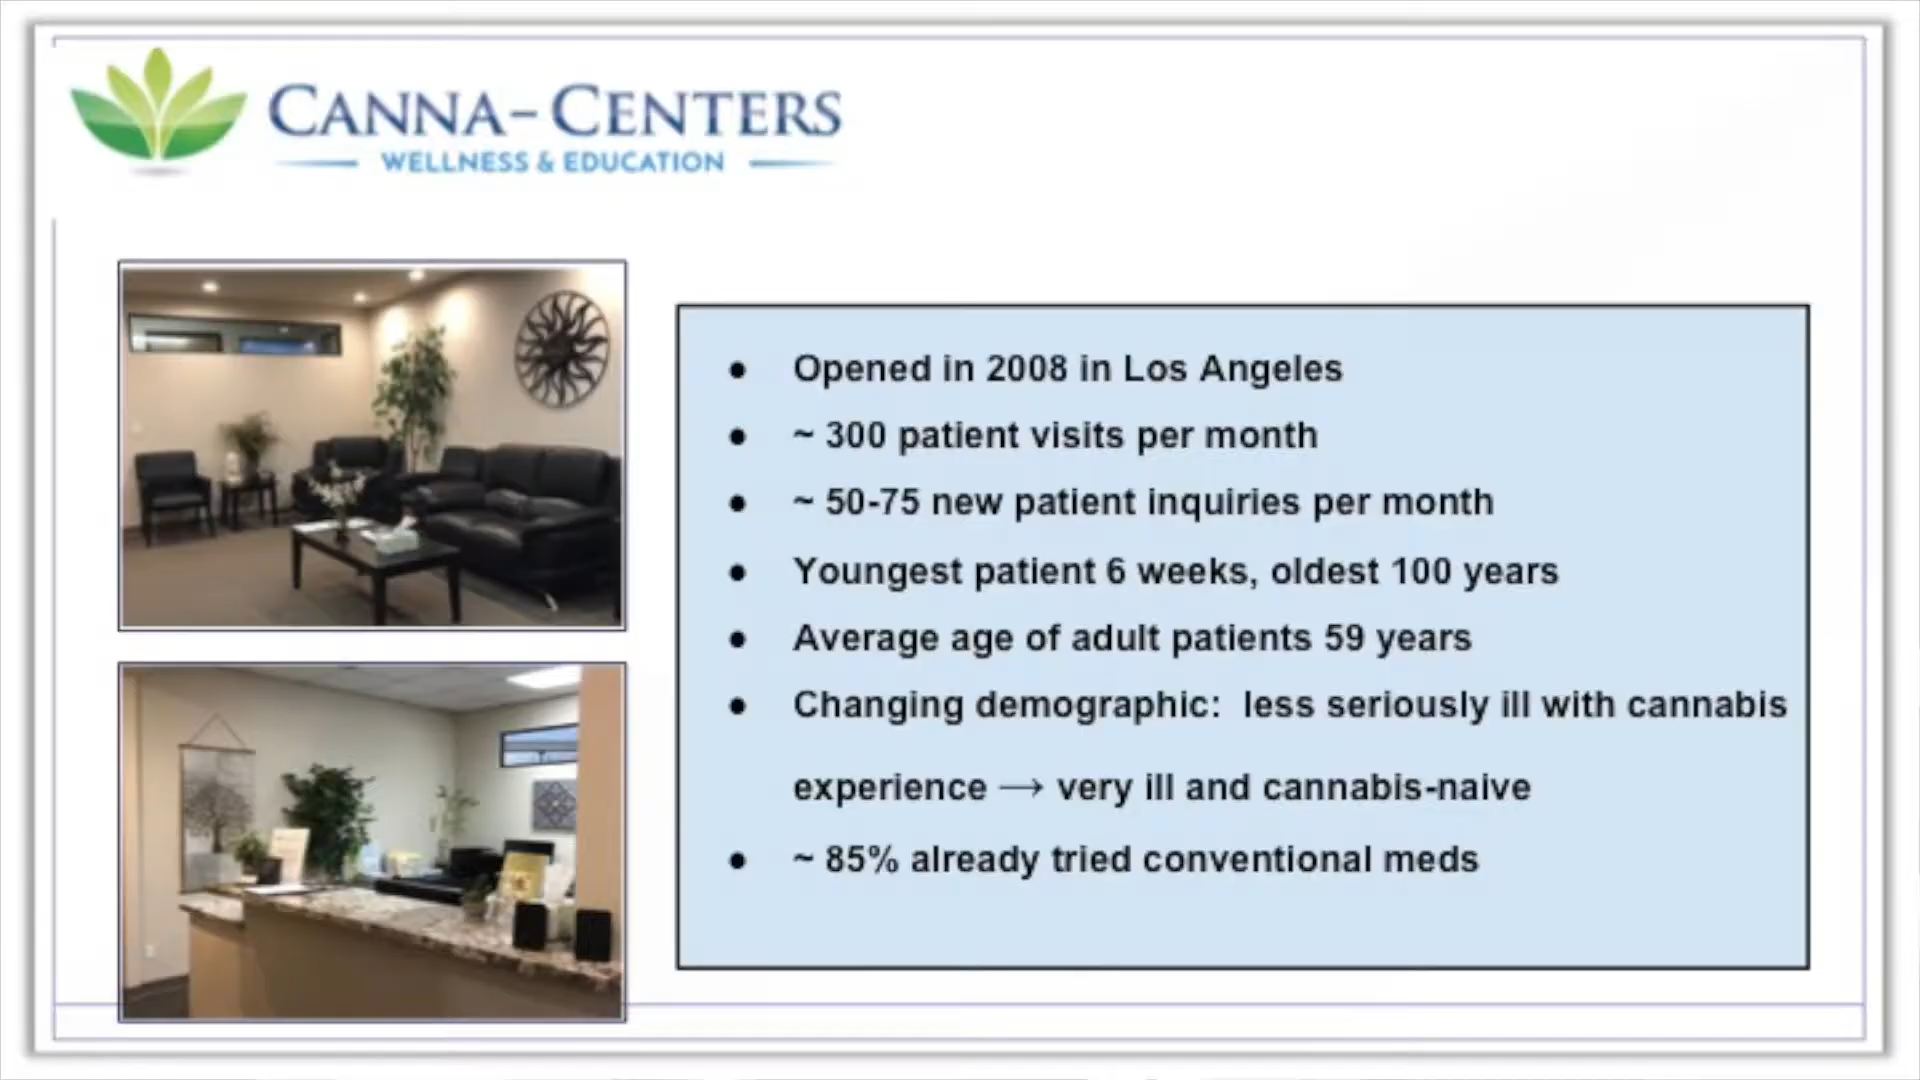 CANNA-CENTERS
WELLNESS & EDUCATION
● Opened in 2008 in Los Angeles
● ~ 300 patient visits per month
● ~ 50-75 new patient inquiries per month
● Youngest patient 6 weeks, oldest 100 years
● Average age of adult patients 59 years
● Changing demographic:  less seriously ill with cannabis
experience → very ill and cannabis-naive
● ~ 85% already tried conventional meds